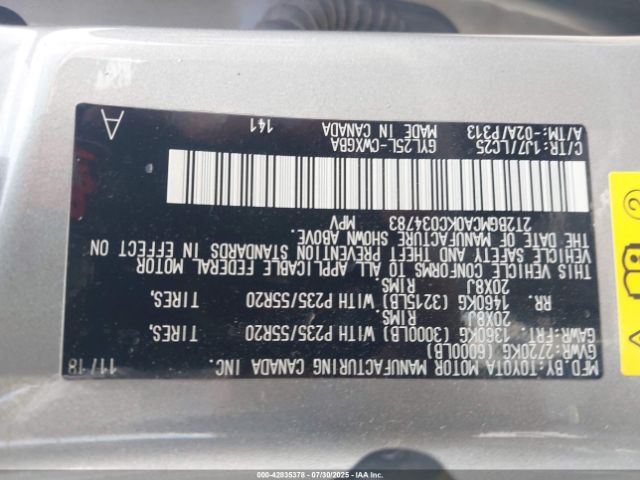 MFD.BY:TOYOTA MOTOR MANUFACTURING CANADA INC. 11/18
GVWR:2720KG(6000LB)
GAWR:FRT. 1360KG(3000LB)WITH P235/55R20 TIRES,
20X8J RIMS.
RR. 1460KG(3215LB)WITH P235/55R20 TIRES,
20X8J RIMS.
THIS VEHICLE CONFORMS TO ALL APPLICABLE FEDERAL MOTOR
VEHICLE SAFETY AND THEFT PREVENTION STANDARDS IN EFFECT ON
THE DATE OF MANUFACTURE SHOWN ABOVE.
2T2BGMCA0KC034783 MPV
C/TR:1J7/LC25 GYL25L-CWXGBA 141 A
A/TM:-02A/P313 MADE IN CANADA
2
000-42835378 - 07/30/2025 - IAA Inc.